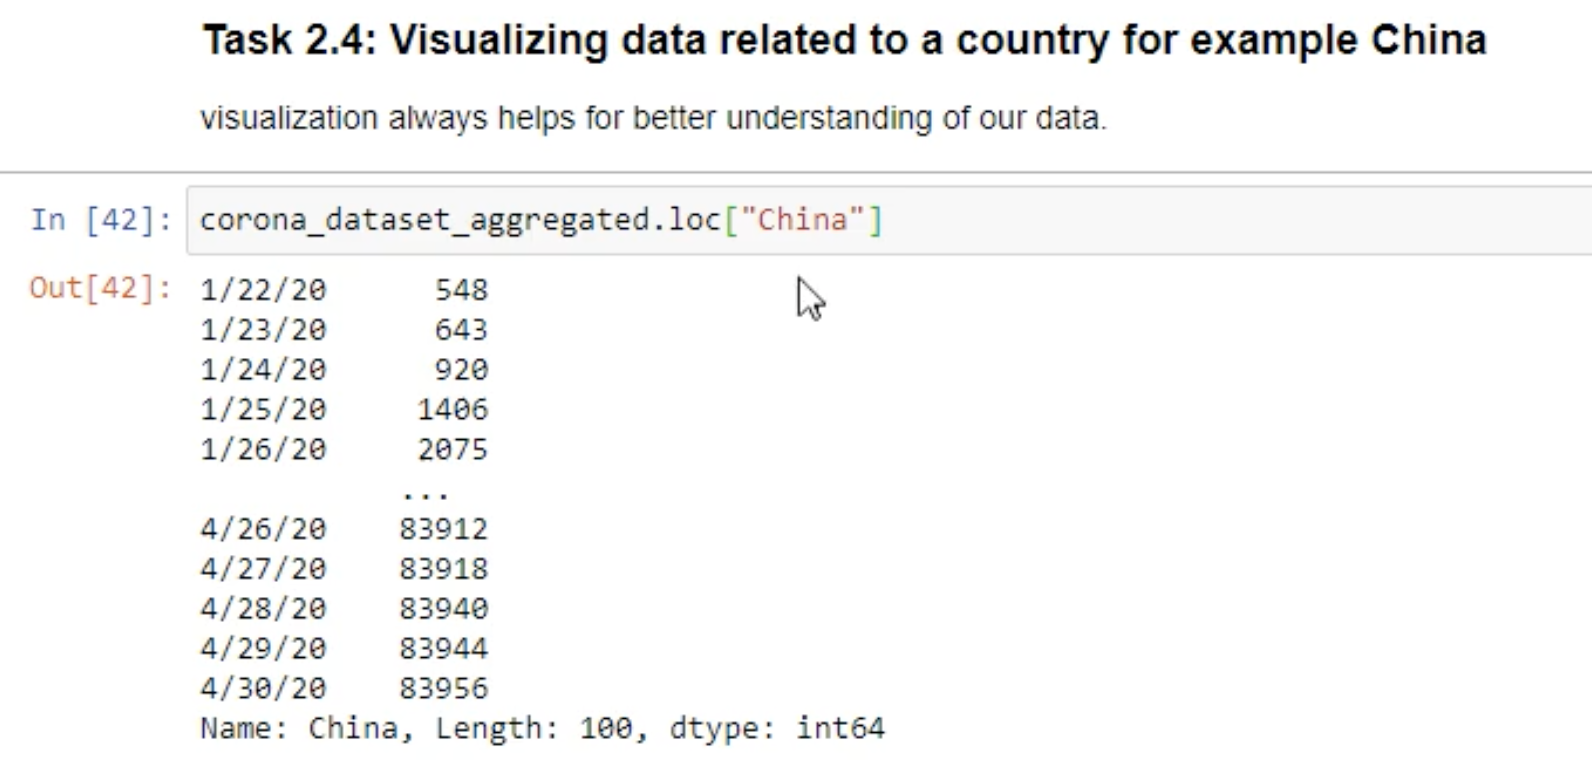 Task 2.4: Visualizing data related to a country for example China
visualization always helps for better understanding of our data.
In [42]: corona_dataset_aggregated.loc["China"]
Out[42]: 1/22/20 548
1/23/20 643
1/24/20 920
1/25/20 1406
1/26/20 2075
...
4/26/20 83912
4/27/20 83918
4/28/20 83940
4/29/20 83944
4/30/20 83956
Name: China, Length: 100, dtype: int64